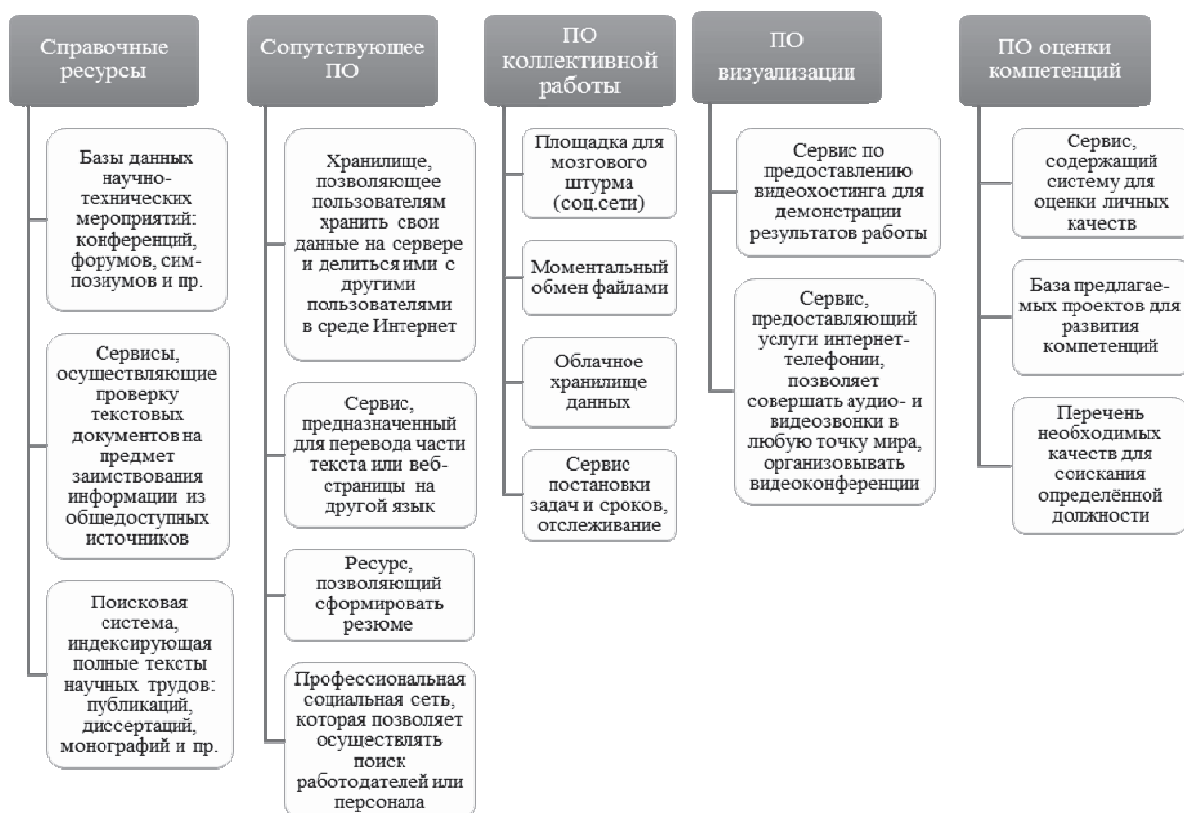 Справочные
ресурсы
Базы данных
научно-
технических
мероприятий:
конференций,
форумов, сим-
позиумов и пр.
Сервисы,
осуществляющие
проверку
текстовых
документов на
предмет
заимствования
информации из
общедоступных
источников
Поисковая
система,
индексирующая
полные тексты
научных трудов:
публикаций,
диссертаций,
монографий и пр.
Сопутствующее
ПО
Хранилище,
позволяющее
пользователям
хранить свои
данные на сервере
и делиться ими с
другими
пользователями
в среде Интернет
Сервис,
предназначенный
для перевода части
текста или веб-
страницы на
другой язык
Ресурс,
позволяющий
сформировать
резюме
Профессиональная
социальная сеть,
которая позволяет
осуществлять
поиск
работодателей или
персонала
ПО
коллективной
работы
Площадка для
мозгового
штурма
(соц.сети)
Моментальный
обмен файлами
Облачное
хранилище
данных
Сервис
постановки
задач и сроков,
отслеживание
ПО
визуализации
Сервис по
предоставлению
видеохостинга для
демонстрации
результатов работы
Сервис,
предоставляющий
услуги интернет-
телефонии,
позволяет
совершать аудио- и
видеозвонки в
любую точку мира,
организовывать
видеоконференции
ПО оценки
компетенций
Сервис,
содержащий
систему для
оценки личных
качеств
База предлагае-
мых проектов для
развития
компетенций
Перечень
необходимых
качеств для
соискания
определённой
должности